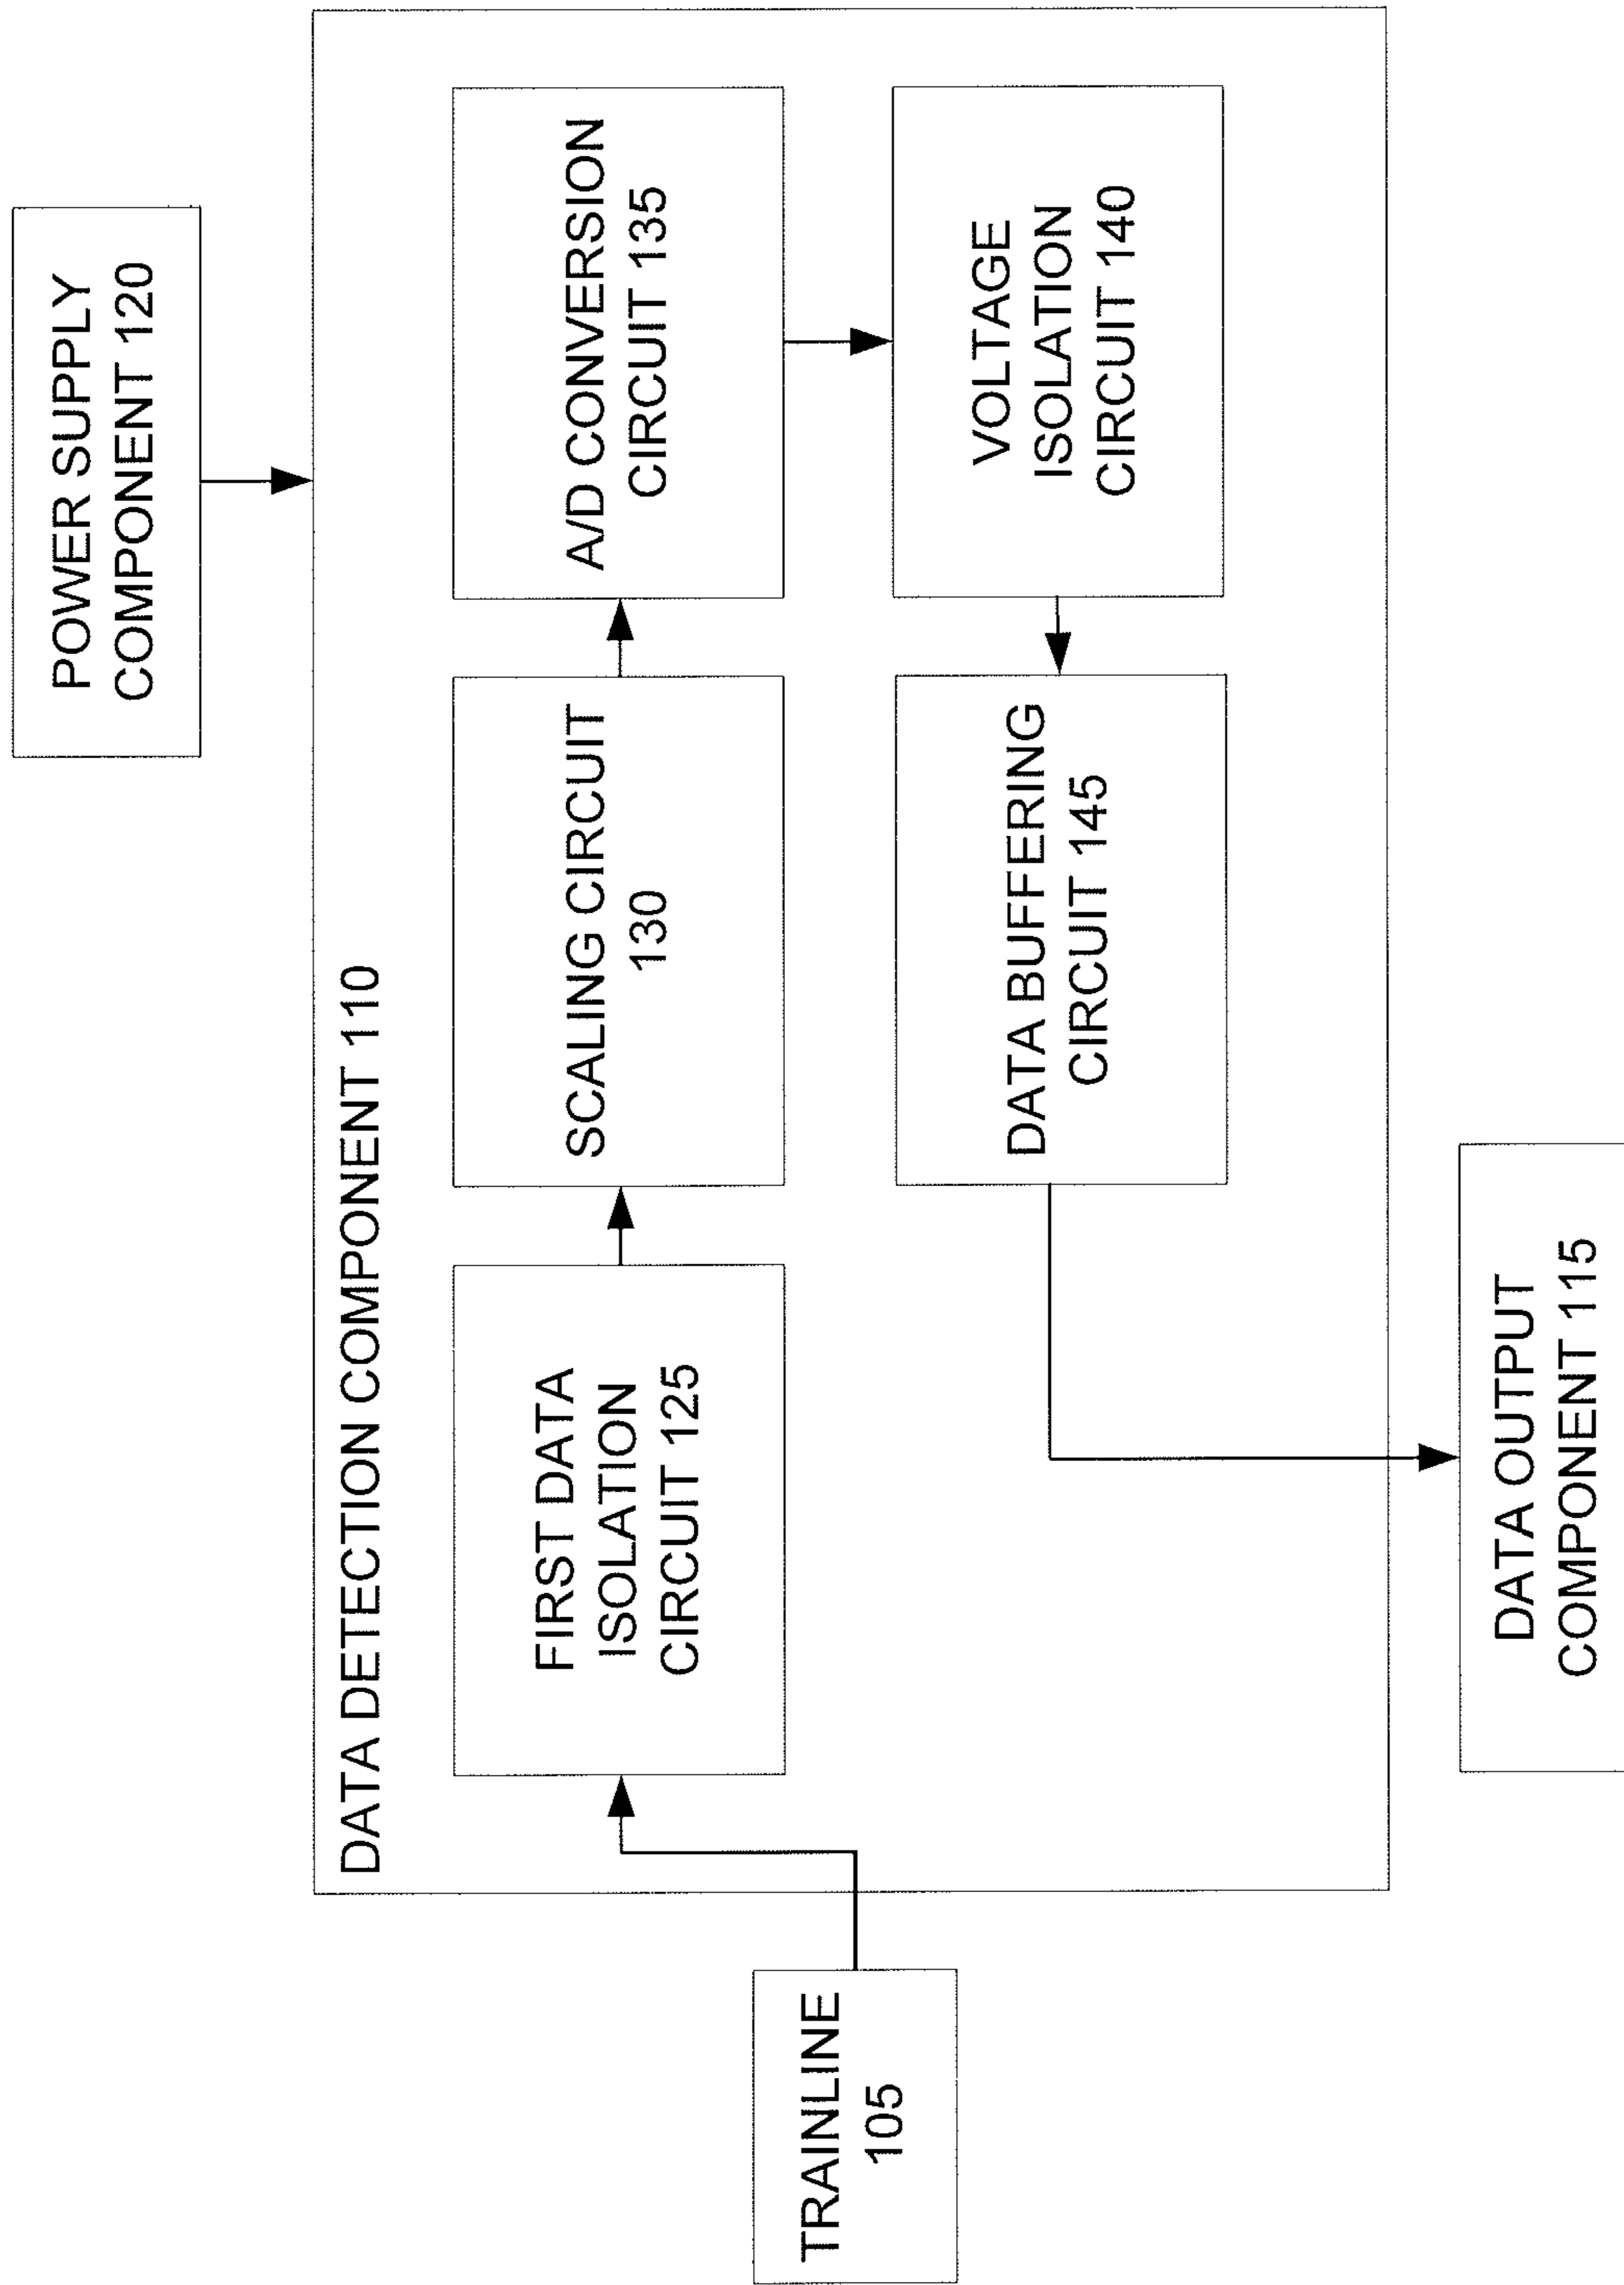 POWER SUPPLY
COMPONENT 120
DATA DETECTION COMPONENT 110
FIRST DATA
ISOLATION
CIRCUIT 125
SCALING CIRCUIT
130
A/D CONVERSION
CIRCUIT 135
TRAINLINE
105
DATA BUFFERING
CIRCUIT 145
VOLTAGE
ISOLATION
CIRCUIT 140
DATA OUTPUT
COMPONENT 115